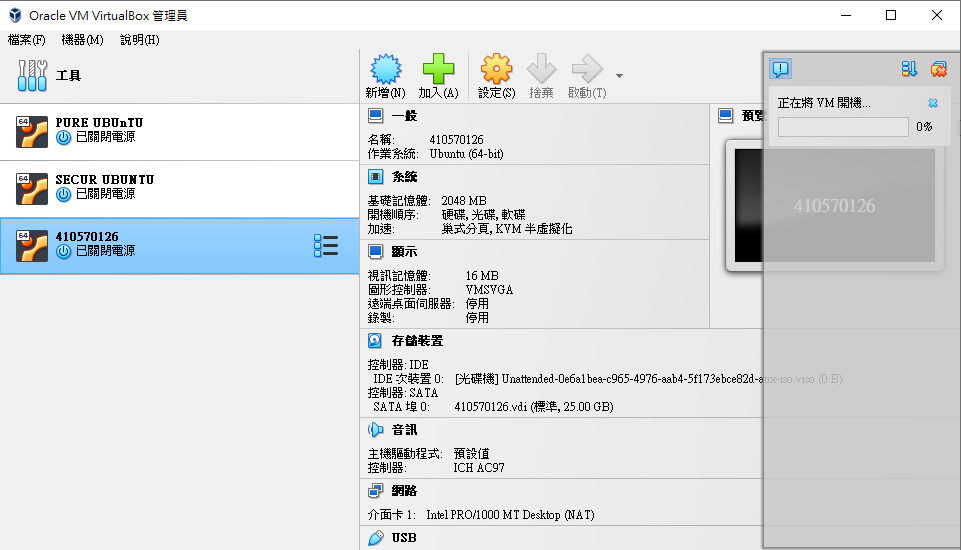 Oracle VM VirtualBox 管理員
檔案(F) 機器(M) 說明(H)
工具
64
PURE UBUnTU
已關閉電源
64
SECUR UBUNTU
已關閉電源
64
410570126
已關閉電源
新增(N) 加入(A) 設定(S) 捨棄 啟動(T)
一般
名稱: 410570126
作業系統: Ubuntu (64-bit)
系統
基礎記憶體: 2048 MB
開機順序: 硬碟, 光碟, 軟碟
加速: 巢式分頁, KVM 半虛擬化
顯示
視訊記憶體: 16 MB
圖形控制器: VMSVGA
遠端桌面伺服器: 停用
錄製: 停用
預覽
410570126
正在將 VM 開機...
0%
存儲裝置
控制器: IDE
IDE 次裝置 0: [光碟機] Unattended-0e6a1bea-c965-4976-aab4-5f173ebce82d-aux-iso.viso (0 B)
控制器: SATA
SATA 埠 0: 410570126.vdi (標準, 25.00 GB)
音訊
主機驅動程式: 預設值
控制器: ICH AC97
網路
介面卡 1: Intel PRO/1000 MT Desktop (NAT)
USB